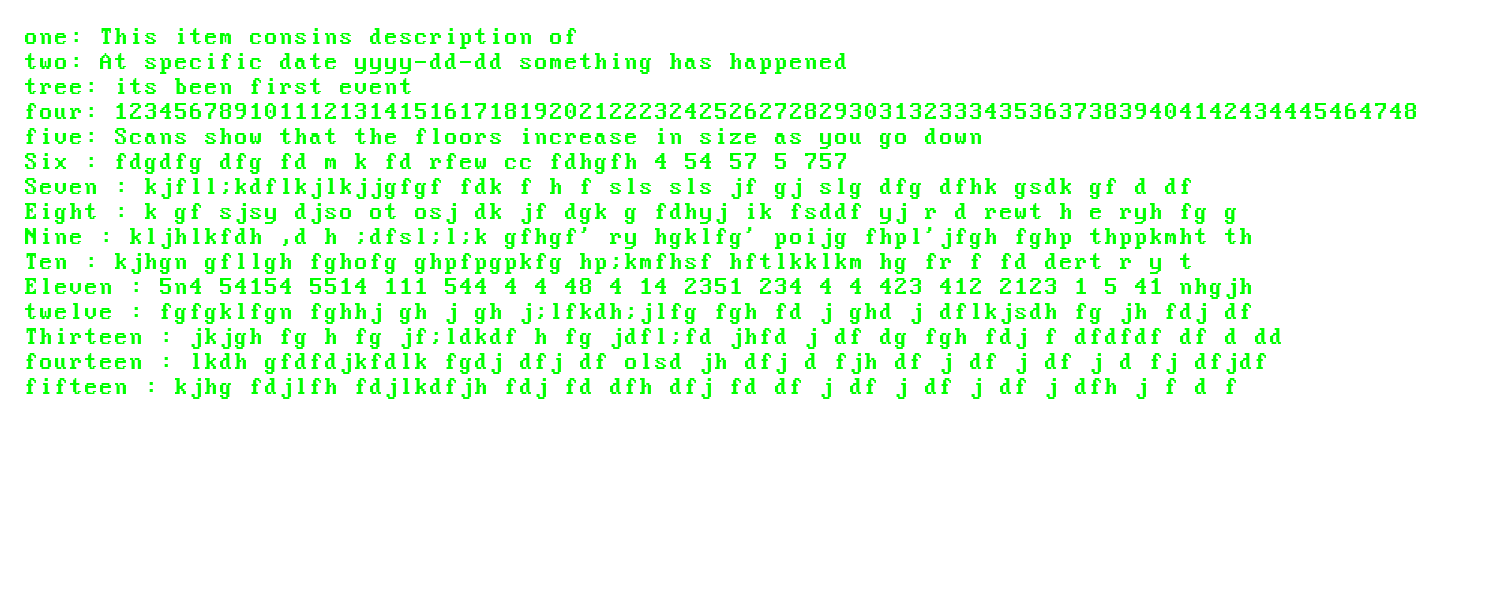 one: This item consins description of
two: At specific date yyyy-dd-dd something has happened
tree: its been first event
four: 123456789101112131415161718192021222324252627282930313233343536373839404142434445464748
five: Scans show that the floors increase in size as you go down
Six : fdgdfg dfg fd m k fd rfew cc fdhgfh 4 54 57 5 757
Seven : kjfll;kdflkjlkjjgfgf fdk f h f sls sls jf gj slg dfg dfhk gsdk gf d df
Eight : k gf sjsy djso ot osj dk jf dgk g fdhyj ik fsddf yj r d rewt h e ryh fg g
Nine : kljhlkfdh ,d h ;dfsl;l;k gfhgf' ry hgklfg' poijg fhpl'jfgh fghp thppkmht th
Ten : kjhgn gfllgh fghofg ghpfpgpkfg hp;kmfhsf hftlkklkm hg fr f fd dert r y t
Eleven : 5n4 54154 5514 111 544 4 4 48 4 14 2351 234 4 4 423 412 2123 1 5 41 nhgjh
twelve : fgfgklfgn fghhj gh j gh j;lfkdh;jlfg fgh fd j ghd j dflkjsdh fg jh fdj df
Thirteen : jkjgh fg h fg jf;ldkdf h fg jdfl;fd jhfd j df dg fgh fdj f dfdfdf df d dd
fourteen : lkdh gfdfdjkfdlk fgdj dfj df olsd jh dfj d fjh df j df j df j d fj dfjdf
fifteen : kjhg fdjlfh fdjlkdfjh fdj fd dfh dfj fd df j df j df j df j dfh j f d f